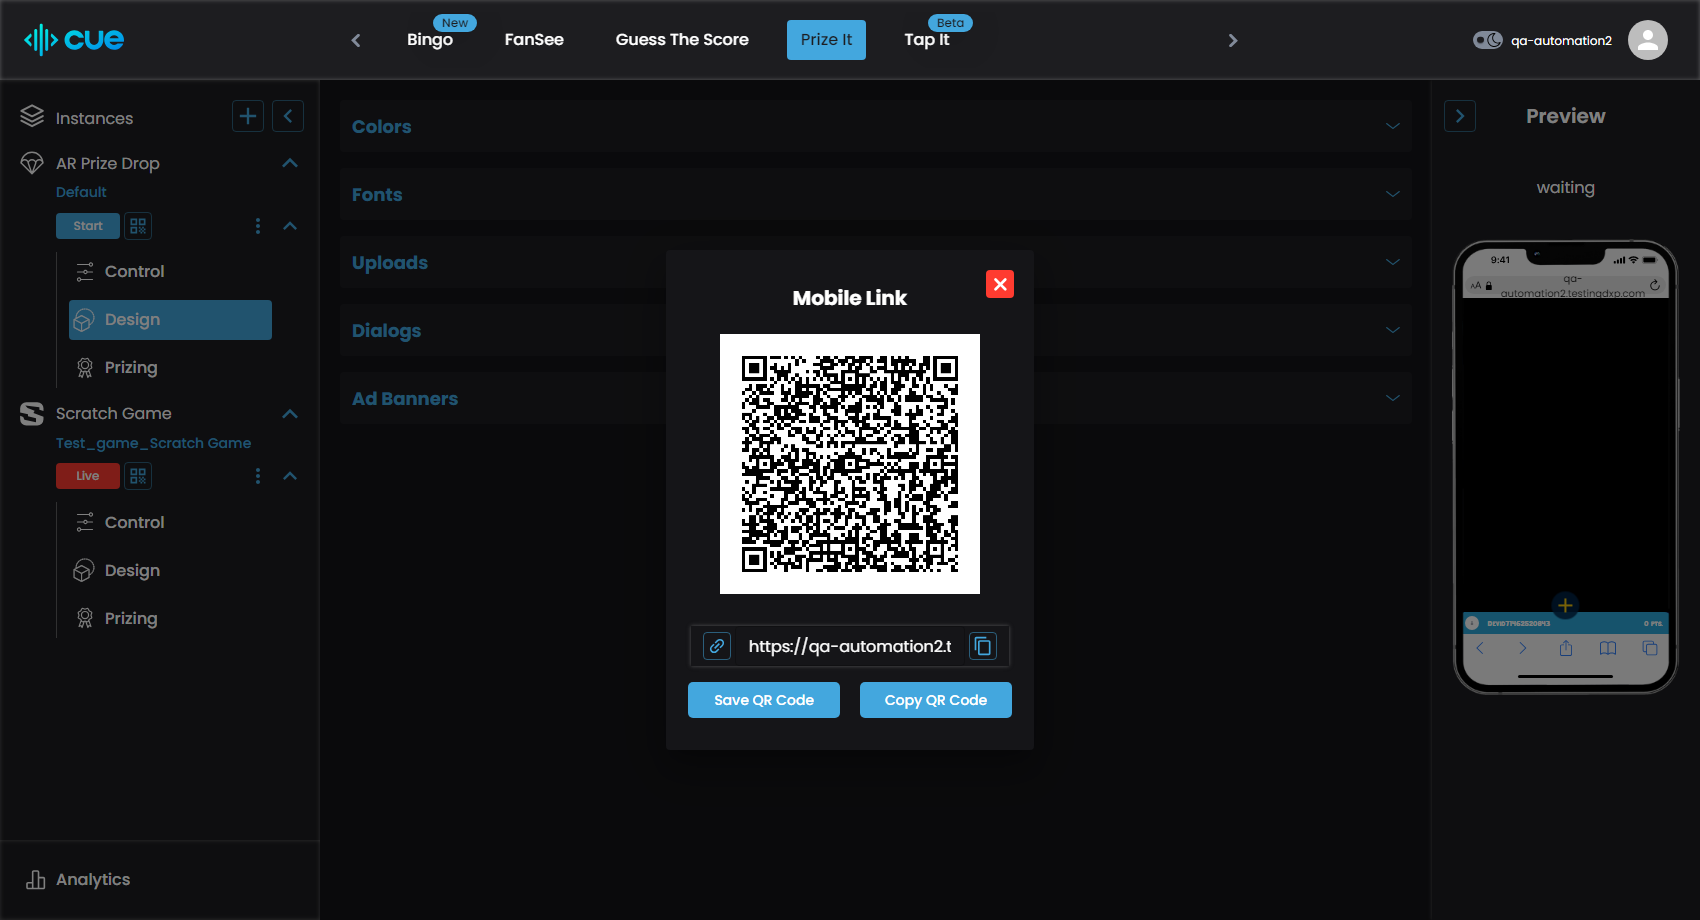 cue
Bingo
New
FanSee
Guess The Score
Prize It
Tap It
Beta
qa-automation2
Instances
AR Prize Drop
Default
Start
Control
Design
Prizing
Scratch Game
Test_game_Scratch Game
Live
Control
Design
Prizing
Analytics
Colors
Fonts
Uploads
Dialogs
Ad Banners
Mobile Link
https://qa-automation2.t
Save QR Code
Copy QR Code
Preview
waiting
9:41
AA
qa-
automation2.testingdxp.com
0 PTS.